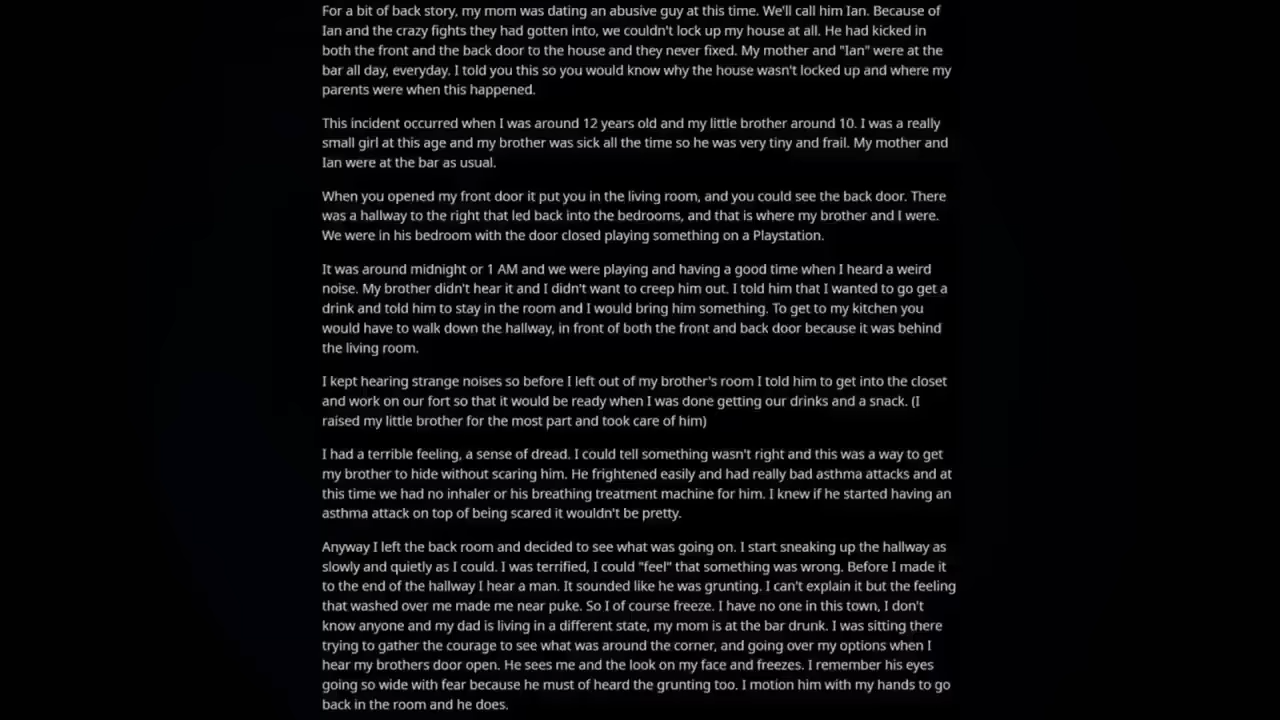 For a bit of back story, my mom was dating an abusive guy at this time. We'll call him Ian. Because of
Ian and the crazy fights they had gotten into, we couldn't lock up my house at all. He had kicked in
both the front and the back door to the house and they never fixed. My mother and "Ian" were at the
bar all day, everyday. I told you this so you would know why the house wasn't locked up and where my
parents were when this happened.
This incident occurred when I was around 12 years old and my little brother around 10. I was a really
small girl at this age and my brother was sick all the time so he was very tiny and frail. My mother and
Ian were at the bar as usual.
When you opened my front door it put you in the living room, and you could see the back door. There
was a hallway to the right that led back into the bedrooms, and that is where my brother and I were.
We were in his bedroom with the door closed playing something on a Playstation.
It was around midnight or 1 AM and we were playing and having a good time when I heard a weird
noise. My brother didn't hear it and I didn't want to creep him out. I told him that I wanted to go get a
drink and told him to stay in the room and I would bring him something. To get to my kitchen you
would have to walk down the hallway, in front of both the front and back door because it was behind
the living room.
I kept hearing strange noises so before I left out of my brother's room I told him to get into the closet
and work on our fort so that it would be ready when I was done getting our drinks and a snack. (I
raised my little brother for the most part and took care of him)
I had a terrible feeling, a sense of dread. I could tell something wasn't right and this was a way to get
my brother to hide without scaring him. He frightened easily and had really bad asthma attacks and at
this time we had no inhaler or his breathing treatment machine for him. I knew if he started having an
asthma attack on top of being scared it wouldn't be pretty.
Anyway I left the back room and decided to see what was going on. I start sneaking up the hallway as
slowly and quietly as I could. I was terrified, I could "feel" that something was wrong. Before I made it
to the end of the hallway I hear a man. It sounded like he was grunting. I can't explain it but the feeling
that washed over me made me near puke. So I of course freeze. I have no one in this town, I don't
know anyone and my dad is living in a different state, my mom is at the bar drunk. I was sitting there
trying to gather the courage to see what was around the corner, and going over my options when I
hear my brothers door open. He sees me and the look on my face and freezes. I remember his eyes
going so wide with fear because he must of heard the grunting too. I motion him with my hands to go
back in the room and he does.